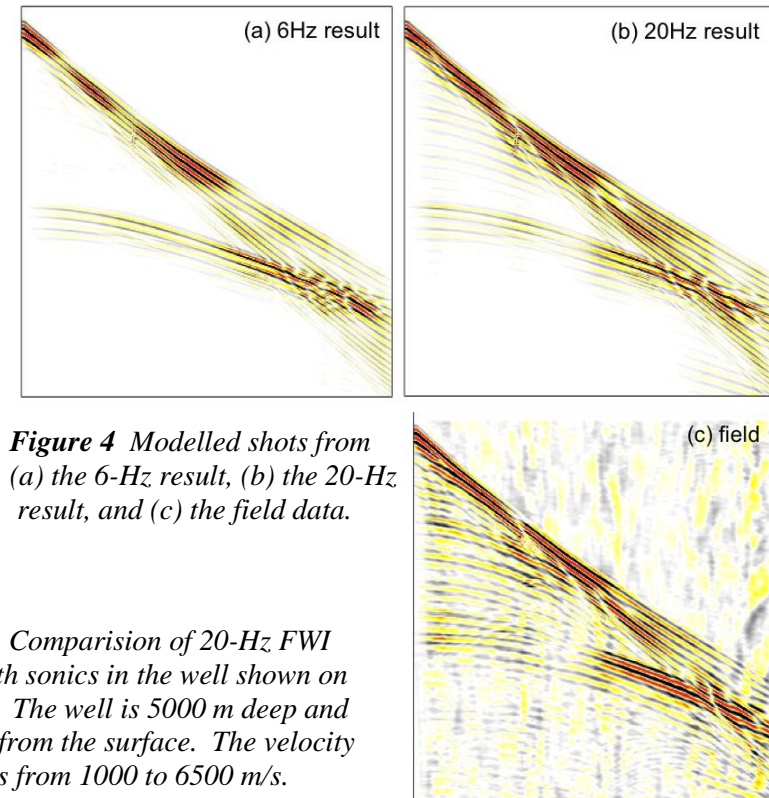 (a) 6Hz result
(b) 20Hz result
Figure 4 Modelled shots from
(a) the 6-Hz result, (b) the 20-Hz
result, and (c) the field data.
(c) field
Comparision of 20-Hz FWI
sonics in the well shown on
The well is 5000 m deep and
from the surface. The velocity
from 1000 to 6500 m/s.